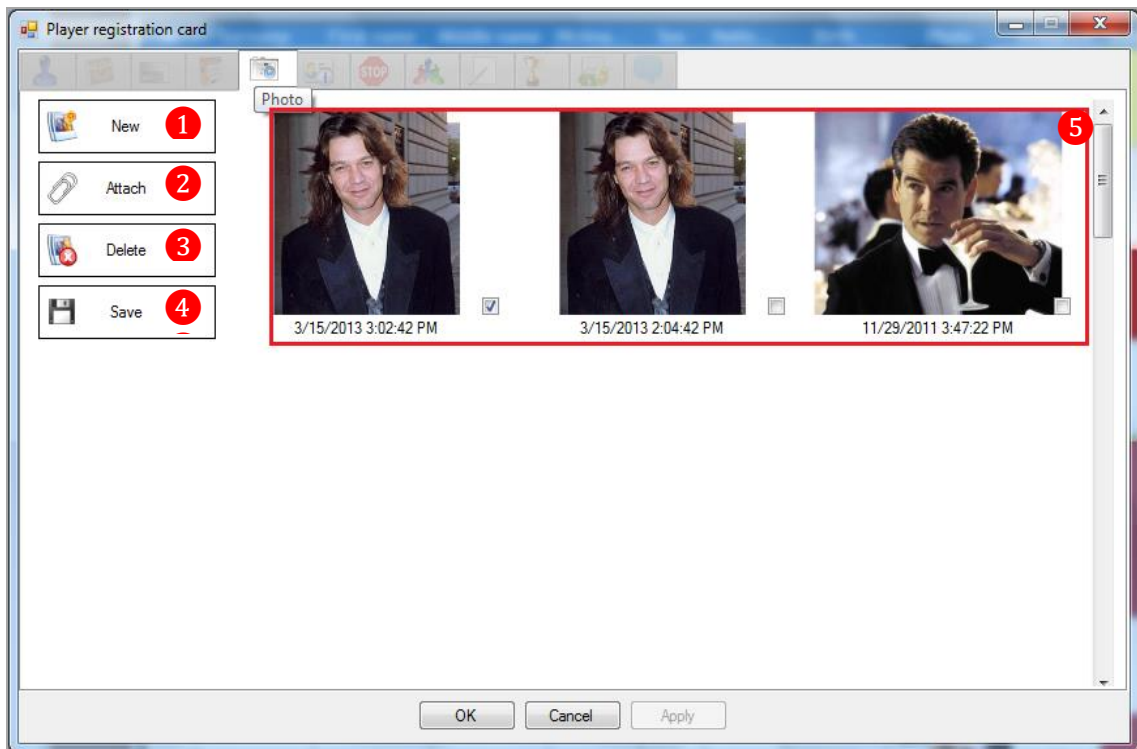 Player registration card
STOP
Photo
New 1
Attach 2
Delete 3
Save 4
5
3/15/2013 3:02:42 PM
3/15/2013 2:04:42 PM
11/29/2011 3:47:22 PM
OK
Cancel
Apply